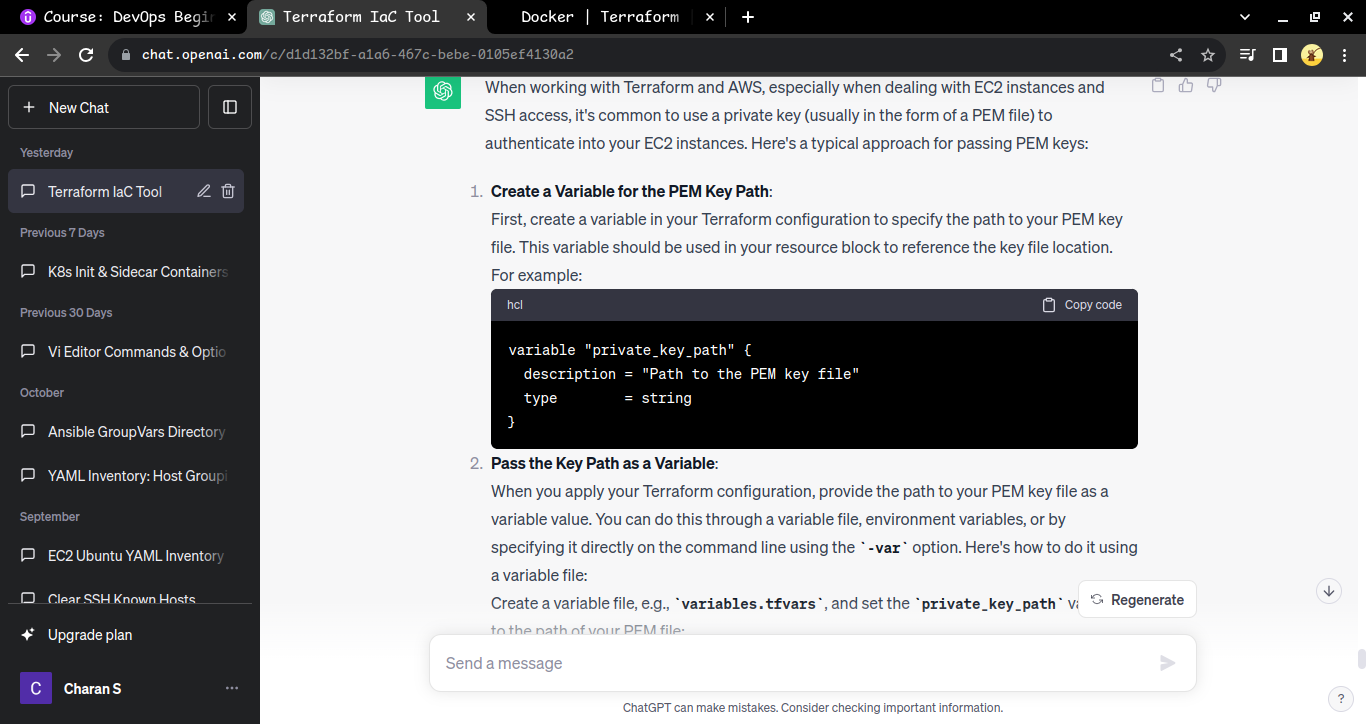 Course: DevOps Begi
Terraform IaC Tool
Docker | Terraform
chat.openai.com/c/d1d132bf-a1a6-467c-bebe-0105ef4130a2
New Chat
Yesterday
Terraform IaC Tool
Previous 7 Days
K8s Init & Sidecar Containers
Previous 30 Days
Vi Editor Commands & Optio
October
Ansible GroupVars Directory
YAML Inventory: Host Groupi
September
EC2 Ubuntu YAML Inventory
Clear SSH Known Hosts
Upgrade plan
C
Charan S
When working with Terraform and AWS, especially when dealing with EC2 instances and
SSH access, it's common to use a private key (usually in the form of a PEM file) to
authenticate into your EC2 instances. Here's a typical approach for passing PEM keys:
1. Create a Variable for the PEM Key Path:
First, create a variable in your Terraform configuration to specify the path to your PEM key
file. This variable should be used in your resource block to reference the key file location.
For example:
hcl
Copy code
variable "private_key_path" {
  description = "Path to the PEM key file"
  type        = string
}
2. Pass the Key Path as a Variable:
When you apply your Terraform configuration, provide the path to your PEM key file as a
variable value. You can do this through a variable file, environment variables, or by
specifying it directly on the command line using the `-var` option. Here's how to do it using
a variable file:
Create a variable file, e.g., `variables.tfvars`, and set the `private_key_path` va
to the path of your PEM file:
Regenerate
Send a message
ChatGPT can make mistakes. Consider checking important information.
?